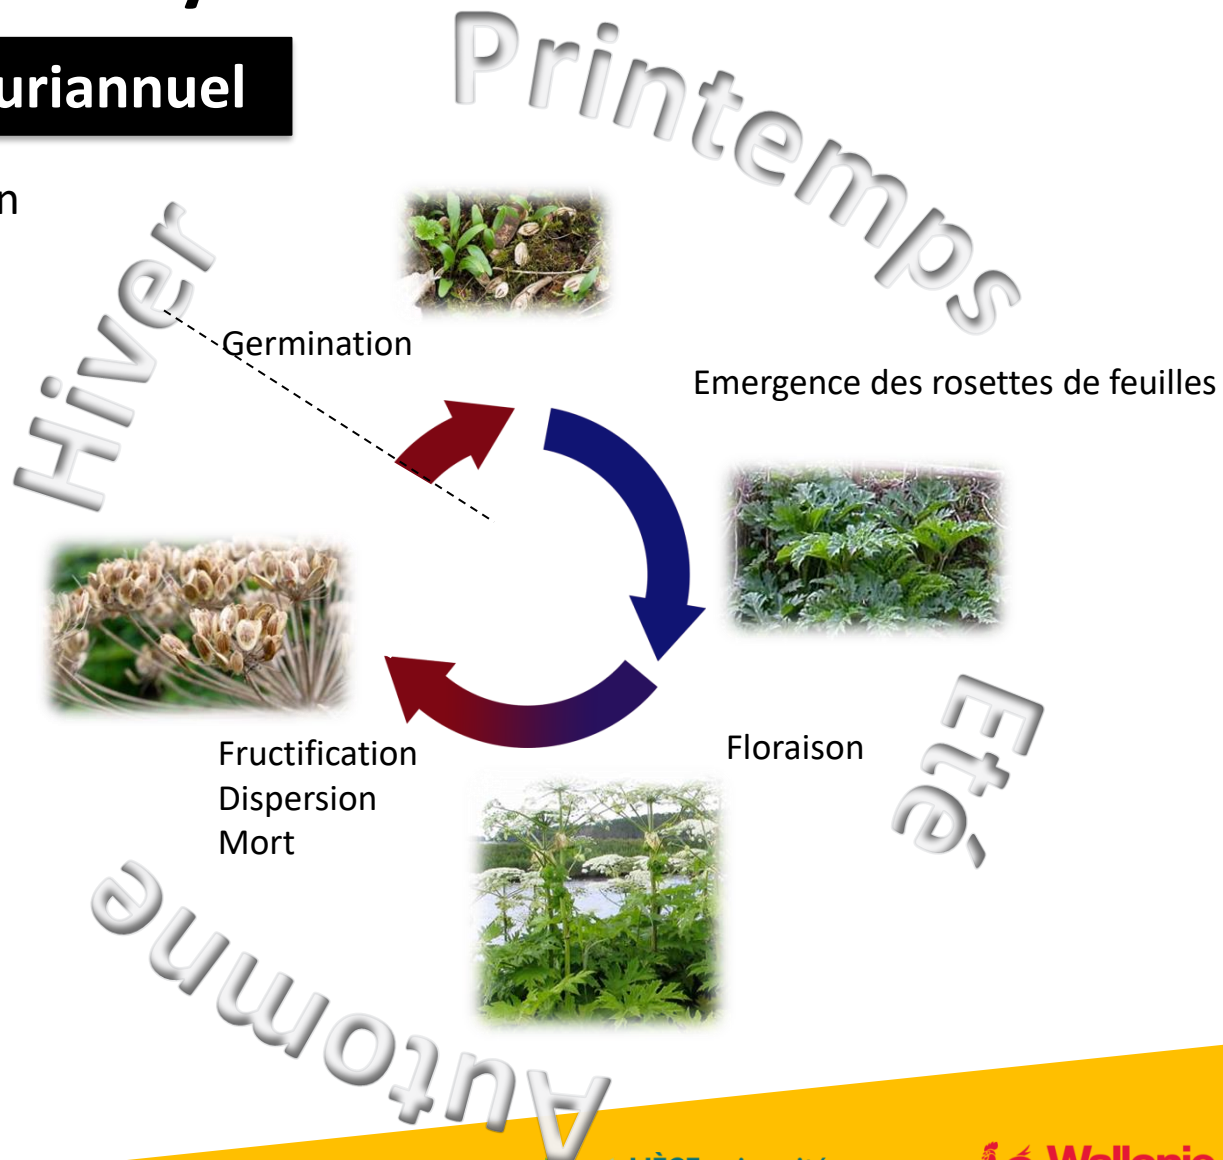 uriannuel
n
Printemps
Hiver
Germination
Emergence des rosettes de feuilles
Eté
Floraison
Fructification
Dispersion
Mort
Automne
Wallonie